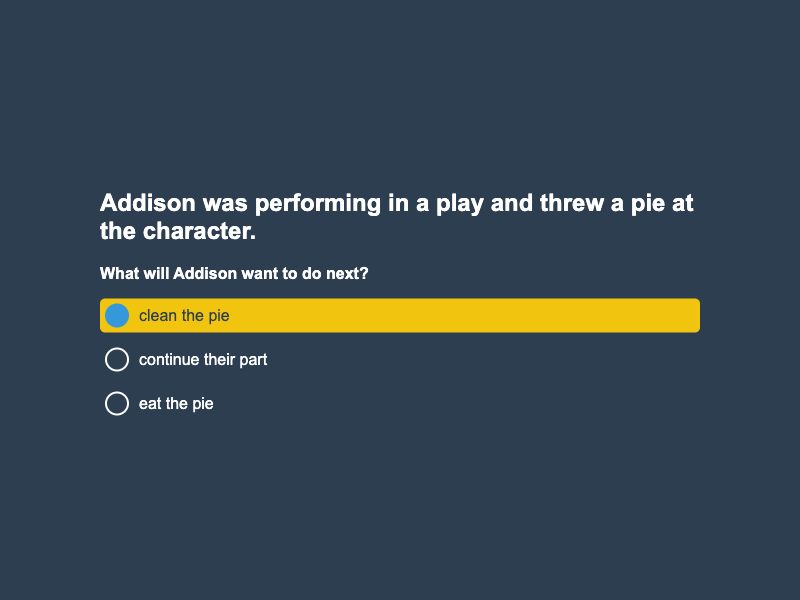 Addison was performing in a play and threw a pie at
the character.
What will Addison want to do next?
clean the pie
continue their part
eat the pie